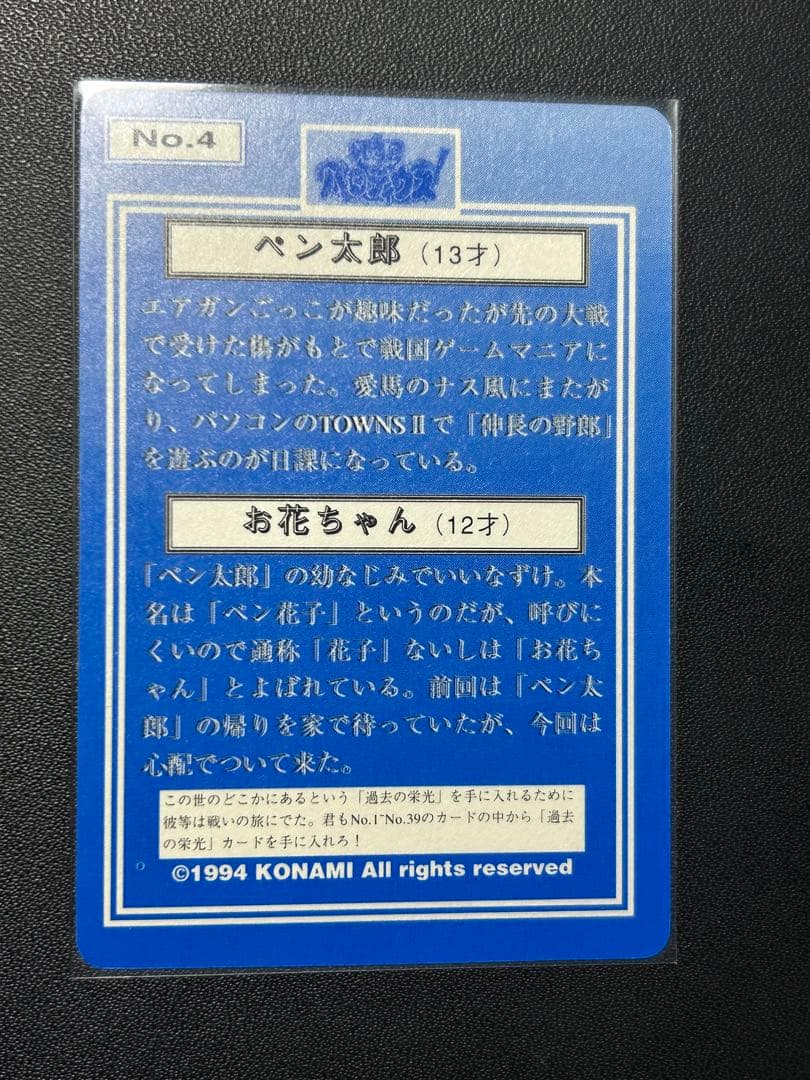 No.4
パロディウス!
ペン太郎(13才)
エアガンごっこが趣味だったが先の大戦
で受けた傷がもとで戦国ゲームマニアに
なってしまった。愛馬のナス風にまたが
り、パソコンのTOWNSⅡで「伸長の野郎」
を遊ぶのが日課になっている。
お花ちゃん(12才)
「ペン太郎」の幼なじみでいいなずけ。本
名は「ペン花子」というのだが、呼びに
くいので通称「花子」ないしは「お花ち
ゃん」とよばれている。前回は「ペン太
郎」の帰りを家で待っていたが、今回は
心配でついて来た。
この世のどこかにあるという「過去の栄光」を手に入れるために
彼等は戦いの旅にでた。君もNo.1~No.39のカードの中から「過去
の栄光」カードを手に入れろ!
©1994 KONAMI All rights reserved